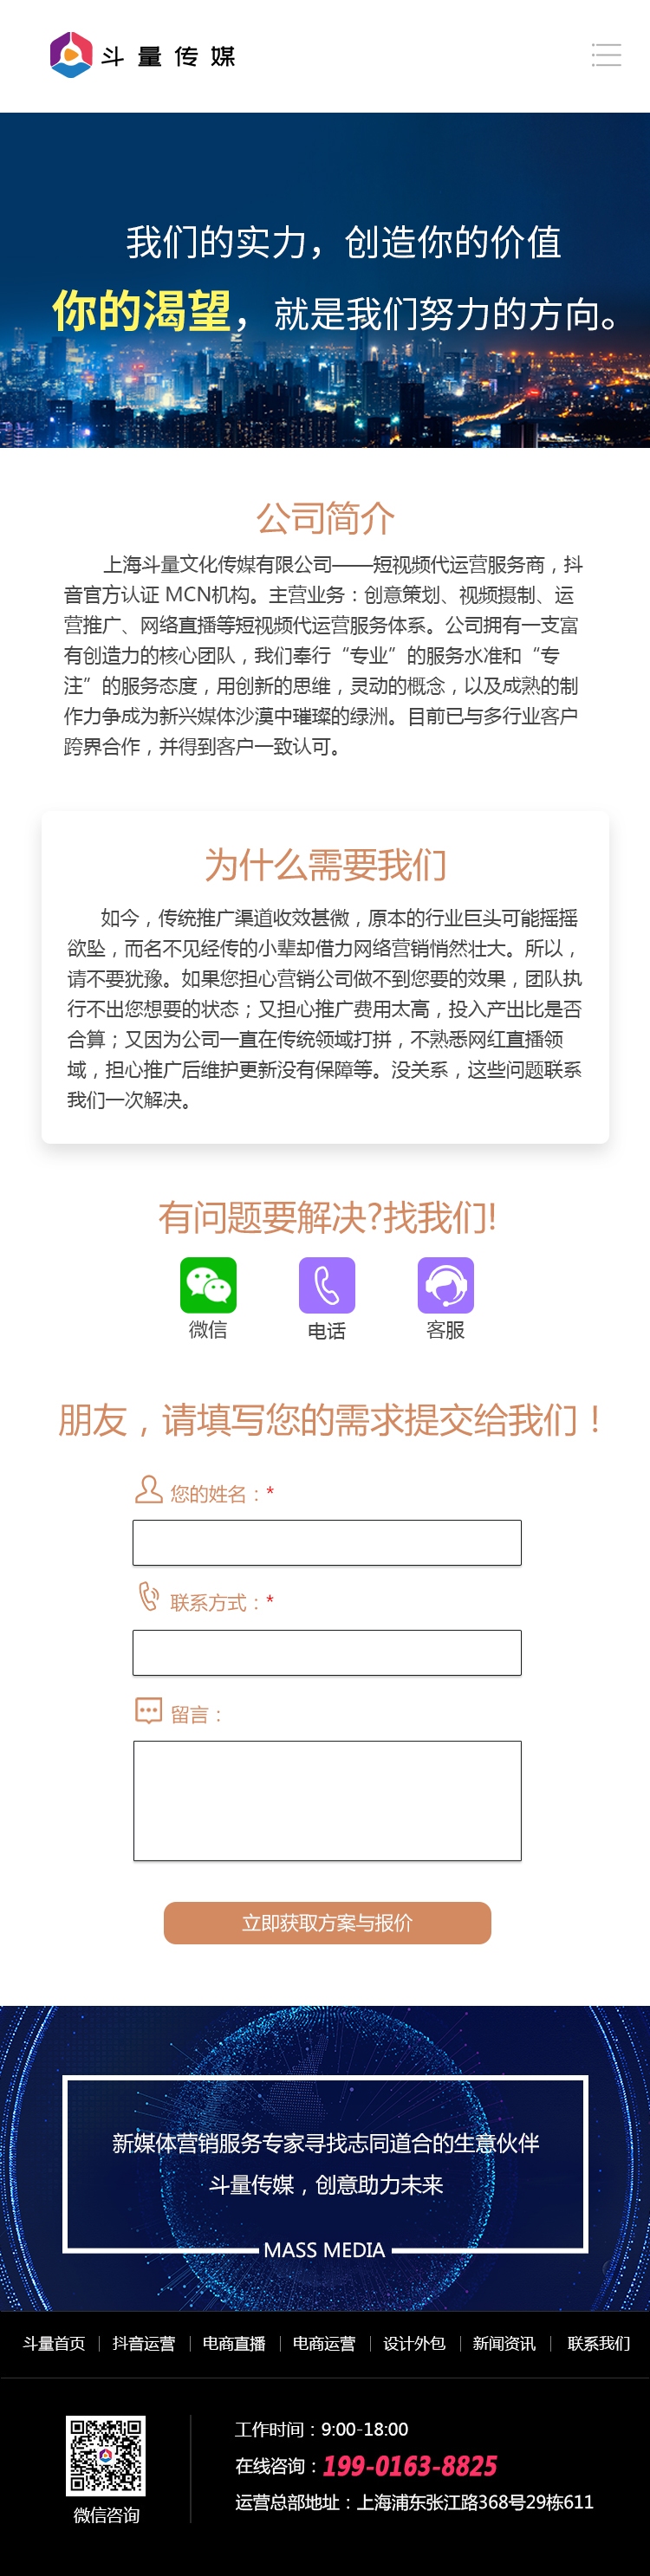 斗量传媒
我们的实力，创造你的价值
你的渴望，就是我们努力的方向。
公司简介
上海斗量文化传媒有限公司——短视频代运营服务商，抖
音官方认证 MCN机构。主营业务：创意策划、视频摄制、运
营推广、网络直播等短视频代运营服务体系。公司拥有一支富
有创造力的核心团队，我们奉行“专业”的服务水准和“专
注”的服务态度，用创新的思维，灵动的概念，以及成熟的制
作力争成为新兴媒体沙漠中璀璨的绿洲。目前已与多行业客户
跨界合作，并得到客户一致认可。
为什么需要我们
如今，传统推广渠道收效甚微，原本的行业巨头可能摇摇
欲坠，而名不见经传的小辈却借力网络营销悄然壮大。所以，
请不要犹豫。如果您担心营销公司做不到您要的效果，团队执
行不出您想要的状态；又担心推广费用太高，投入产出比是否
合算；又因为公司一直在传统领域打拼，不熟悉网红直播领
域，担心推广后维护更新没有保障等。没关系，这些问题联系
我们一次解决。
有问题要解决?找我们!
微信 电话 客服
朋友，请填写您的需求提交给我们！
您的姓名：*
联系方式：*
留言：
立即获取方案与报价
新媒体营销服务专家寻找志同道合的生意伙伴
斗量传媒，创意助力未来
MASS MEDIA
斗量首页 | 抖音运营 | 电商直播 | 电商运营 | 设计外包 | 新闻资讯 | 联系我们
工作时间：9:00-18:00
在线咨询：199-0163-8825
运营总部地址：上海浦东张江路368号29栋611
微信咨询